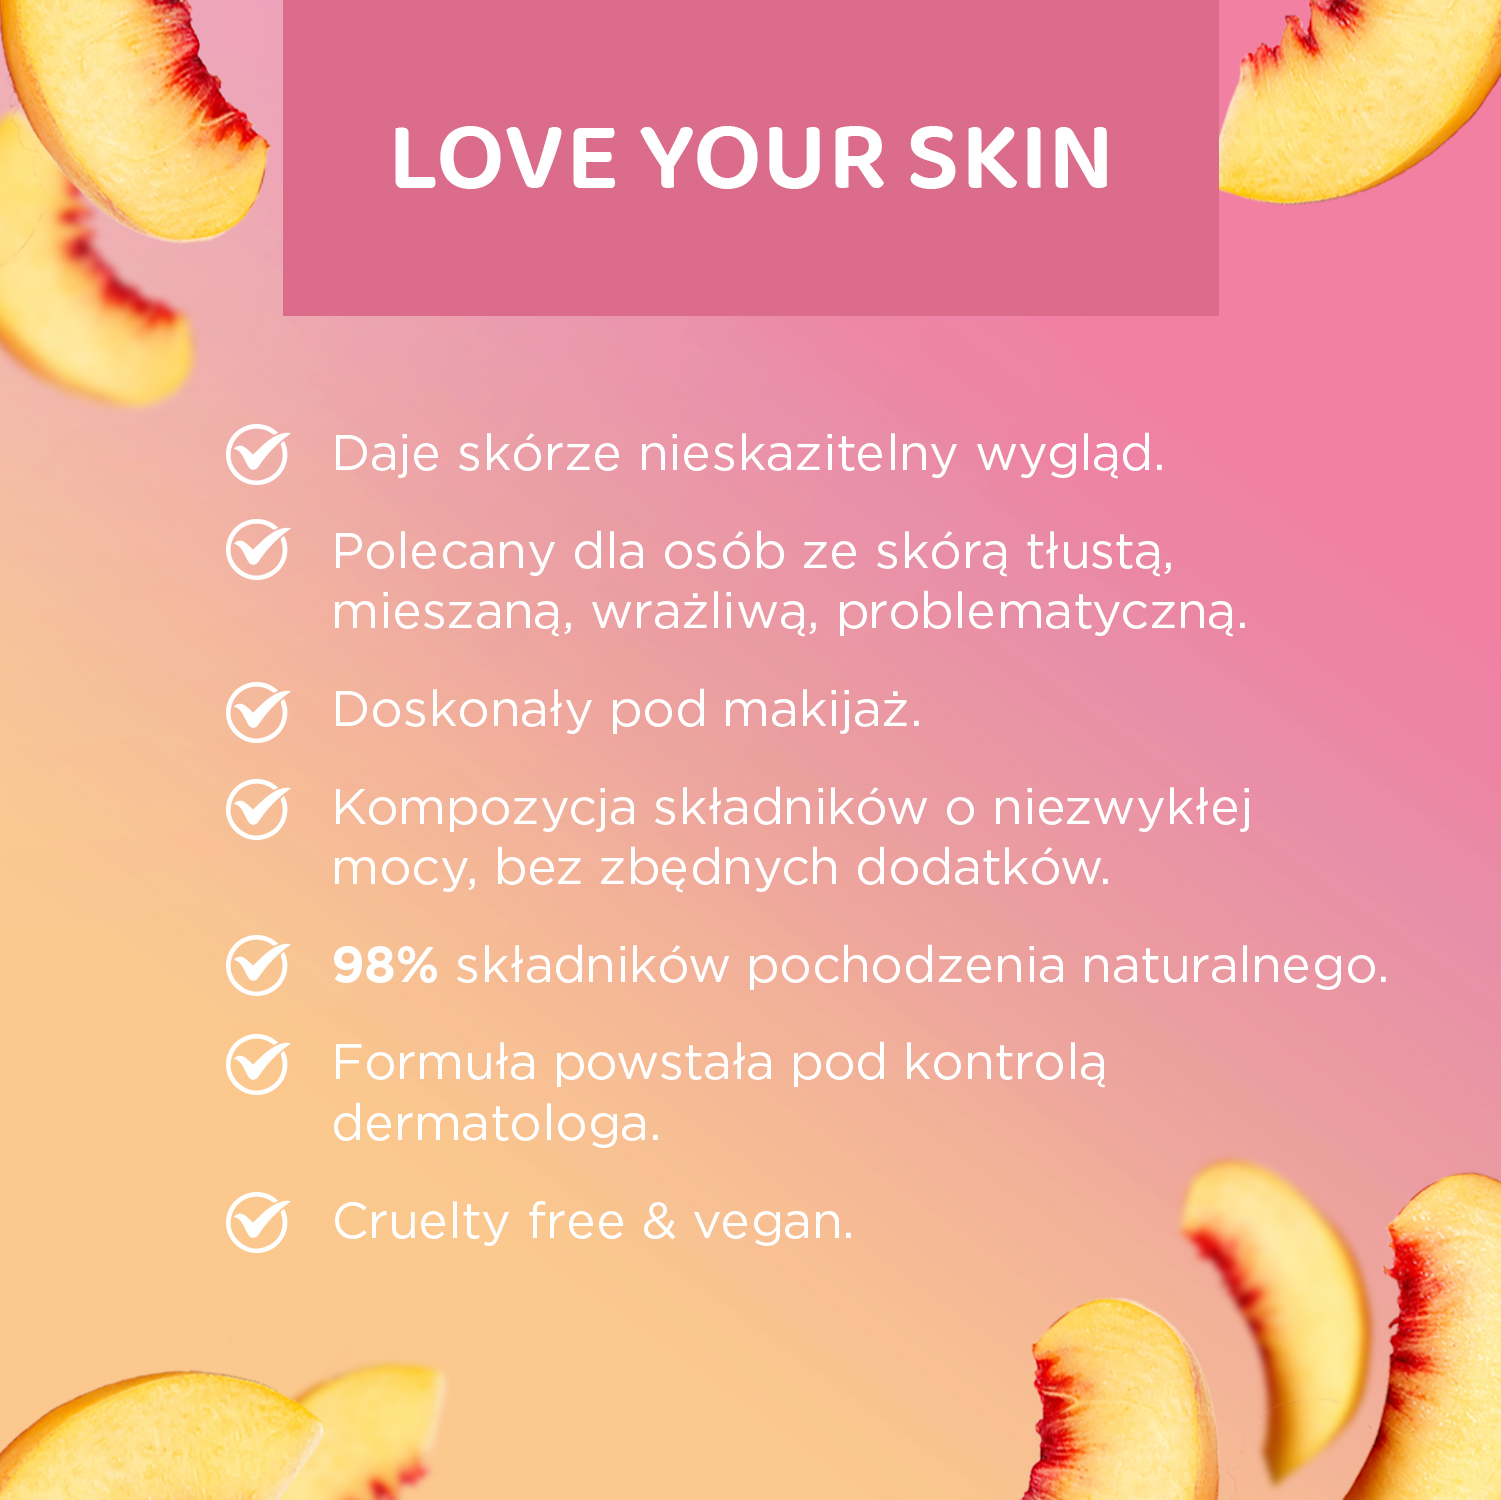 LOVE YOUR SKIN
Daje skórze nieskazitelny wygląd.
Polecany dla osób ze skórą tłustą,
mieszaną, wrażliwą, problematyczną.
Doskonały pod makijaż.
Kompozycja składników o niezwykłej
mocy, bez zbędnych dodatków.
98% składników pochodzenia naturalnego.
Formuła powstała pod kontrolą
dermatologa.
Cruelty free & vegan.